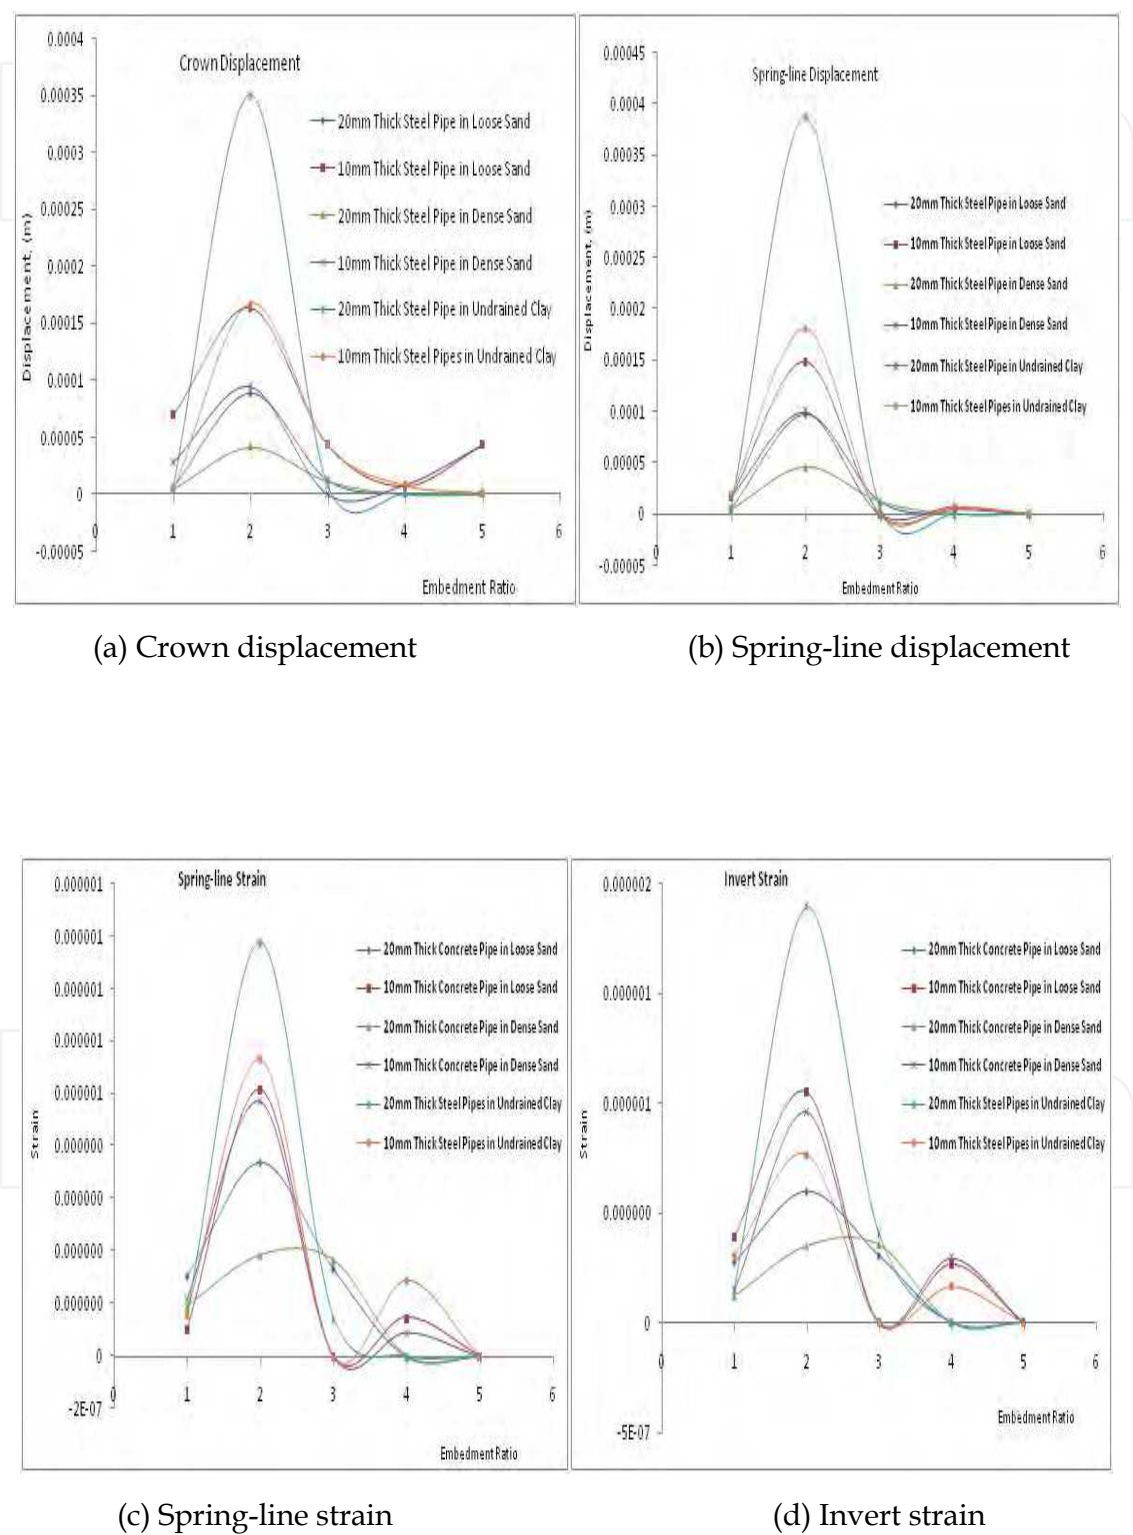 Crown Displacement
0.0004
0.00035
0.0003
0.00025
0.0002
0.00015
0.0001
0.00005
0
-0.00005
Displacement, (m)
20mm Thick Steel Pipe in Loose Sand
10mm Thick Steel Pipe in Loose Sand
20mm Thick Steel Pipe in Dense Sand
10mm Thick Steel Pipe in Dense Sand
20mm Thick Steel Pipe in Undrained Clay
10mm Thick Steel Pipes in Undrained Clay
0 1 2 3 4 5 6
Embedment Ratio
Spring-line Displacement
0.00045
0.0004
0.00035
0.0003
0.00025
0.0002
0.00015
0.0001
0.00005
0
-0.00005
Displacement, (m)
20mm Thick Steel Pipe in Loose Sand
10mm Thick Steel Pipe in Loose Sand
20mm Thick Steel Pipe in Dense Sand
10mm Thick Steel Pipe in Dense Sand
20mm Thick Steel Pipe in Undrained Clay
10mm Thick Steel Pipes in Undrained Clay
0 1 2 3 4 5 6
Embedment Ratio
(a) Crown displacement
(b) Spring-line displacement
Spring-line Strain
0.000001
0.000001
0.000001
0.000001
0.000001
0.000000
0.000000
0.000000
0.000000
0
-2E-07
Strain
20mm Thick Concrete Pipe in Loose Sand
10mm Thick Concrete Pipe in Loose Sand
20mm Thick Concrete Pipe in Dense Sand
10mm Thick Concrete Pipe in Dense Sand
20mm Thick Steel Pipes in Undrained Clay
10mm Thick Steel Pipes in Undrained Clay
0 1 2 3 4 5 6
Embedment Ratio
Invert Strain
0.000002
0.000001
0.000001
0.000000
0
-5E-07
Strain
20mm Thick Concrete Pipe in Loose Sand
10mm Thick Concrete Pipe in Loose Sand
20mm Thick Concrete Pipe in Dense Sand
10mm Thick Concrete Pipe in Dense Sand
20mm Thick Steel Pipes in Undrained Clay
10mm Thick Steel Pipes in Undrained Clay
0 1 2 3 4 5 6
Embedment Ratio
(c) Spring-line strain
(d) Invert strain